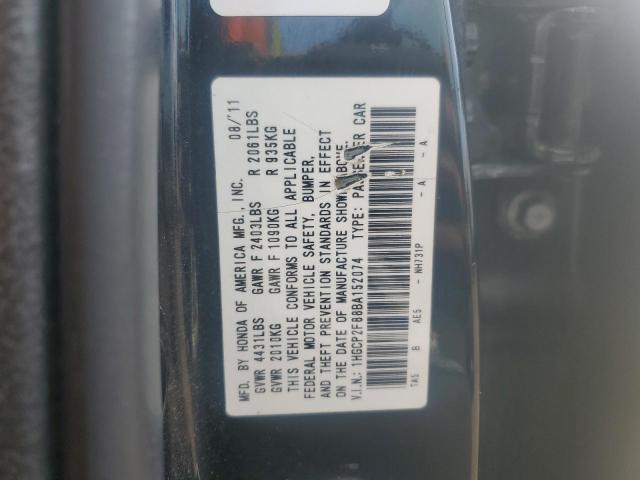 MFD. BY HONDA OF AMERICA MFG., INC. 08/'11
GVWR 4431LBS GAWR F 2403LBS R 2061LBS
GVWR 2010KG GAWR F 1090KG R 935KG
THIS VEHICLE CONFORMS TO ALL APPLICABLE
FEDERAL MOTOR VEHICLE SAFETY, BUMPER,
AND THEFT PREVENTION STANDARDS IN EFFECT
ON THE DATE OF MANUFACTURE SHOWN ABOVE.
V.I.N.: 1HGCP2F88BA152074 TYPE: PASSENGER CAR
TA5 B AE5 - NH731P - A - A